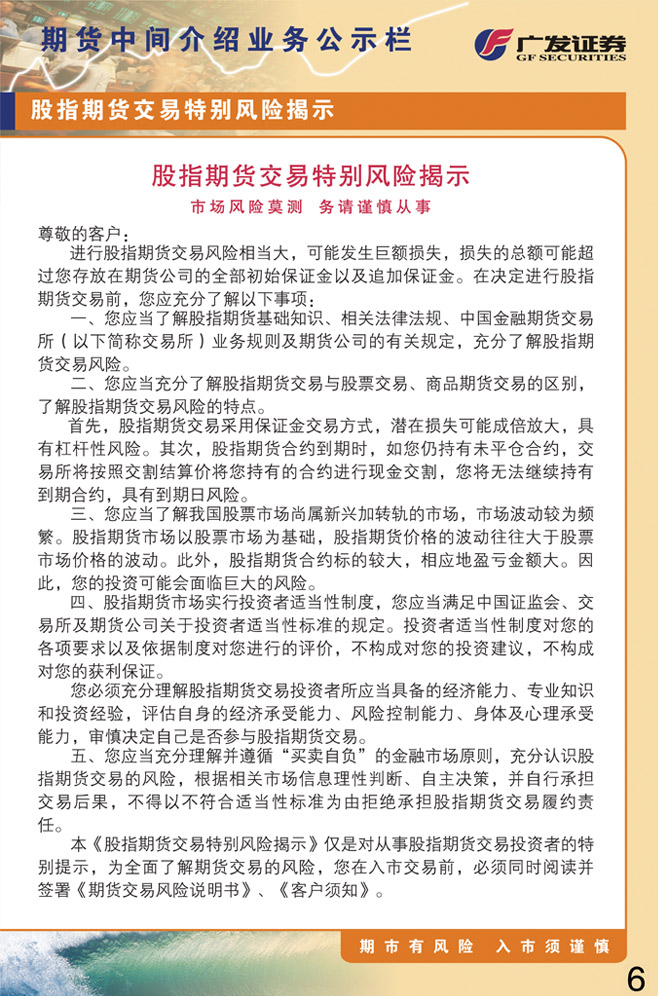 期货中间介绍业务公示栏
广发证券
GF SECURITIES
股指期货交易特别风险揭示
股指期货交易特别风险揭示
市场风险莫测 务请谨慎从事
尊敬的客户:
进行股指期货交易风险相当大，可能发生巨额损失，损失的总额可能超
过您存放在期货公司的全部初始保证金以及追加保证金。在决定进行股指
期货交易前，您应充分了解以下事项:
一、您应当了解股指期货基础知识、相关法律法规、中国金融期货交易
所（以下简称交易所）业务规则及期货公司的有关规定，充分了解股指期
货交易风险。
二、您应当充分了解股指期货交易与股票交易、商品期货交易的区别，
了解股指期货交易风险的特点。
首先，股指期货交易采用保证金交易方式，潜在损失可能成倍放大，具
有杠杆性风险。其次，股指期货合约到期时，如您仍持有未平仓合约，交
易所将按照交割结算价将您持有的合约进行现金交割，您将无法继续持有
到期合约，具有到期日风险。
三、您应当了解我国股票市场尚属新兴加转轨的市场，市场波动较为频
繁。股指期货市场以股票市场为基础，股指期货价格的波动往往大于股票
市场价格的波动。此外，股指期货合约标的较大，相应地盈亏金额大。因
此，您的投资可能会面临巨大的风险。
四、股指期货市场实行投资者适当性制度，您应当满足中国证监会、交
易所及期货公司关于投资者适当性标准的规定。投资者适当性制度对您的
各项要求以及依据制度对您进行的评价，不构成对您的投资建议，不构成
对您的获利保证。
您必须充分理解股指期货交易投资者所应当具备的经济能力、专业知识
和投资经验，评估自身的经济承受能力、风险控制能力、身体及心理承受
能力，审慎决定自己是否参与股指期货交易。
五、您应当充分理解并遵循“买卖自负”的金融市场原则，充分认识股
指期货交易的风险，根据相关市场信息理性判断、自主决策，并自行承担
交易后果，不得以不符合适当性标准为由拒绝承担股指期货交易履约责
任。
本《股指期货交易特别风险揭示》仅是对从事股指期货交易投资者的特
别提示，为全面了解期货交易的风险，您在入市交易前，必须同时阅读并
签署《期货交易风险说明书》、《客户须知》。
期市有风险 入市须谨慎
6